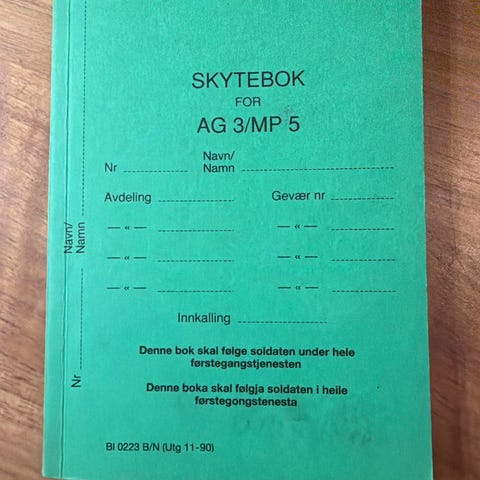 SKYTEBOK
FOR
AG 3/MP 5
Nr Navn/
Namn
Avdeling Gevær nr
— « — — « —
— « — — « —
— « — — « —
Innkalling
Denne bok skal følge soldaten under hele
førstegangstjenesten
Denne boka skal følgja soldaten i heile
førstegongstenesta
BI 0223 B/N (Utg 11-90)
Nr
Navn/
Namn